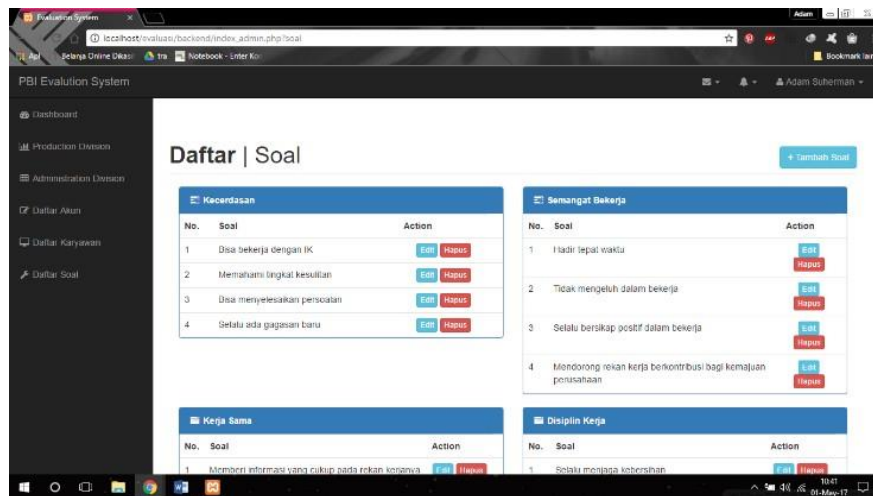 Evaluation System
Adam
localhost/evaluasi/backend/index_admin.php?soal
Apl
Belanja Online Dikas
tra
Notebook - Enter Ko
Bookmark lain
PBI Evalution System
Adam Suherman
Dashboard
Production Division
Administration Division
Daftar Akun
Daftar Karyawan
Daftar Soal
Daftar | Soal
+ Tambah Soal
Kecerdasan
No. Soal Action
1 Bisa bekerja dengan IK Edit Hapus
2 Memahami tingkat kesulitan Edit Hapus
3 Bisa menyelesaikan persoalan Edit Hapus
4 Selalu ada gagasan baru Edit Hapus
Semangat Bekerja
No. Soal Action
1 Hadir tepat waktu Edit
Hapus
2 Tidak mengeluh dalam bekerja Edit
Hapus
3 Selalu bersikap positif dalam bekerja Edit
Hapus
4 Mendorong rekan kerja berkontribusi bagi kemajuan Edit
perusahaan Hapus
Kerja Sama
No. Soal Action
1 Memberi informasi yang cukup pada rekan kerjanya Edit Hapus
Disiplin Kerja
No. Soal Action
1 Selalu menjaga kebersihan Edit Hapus
10:41
01-May-17